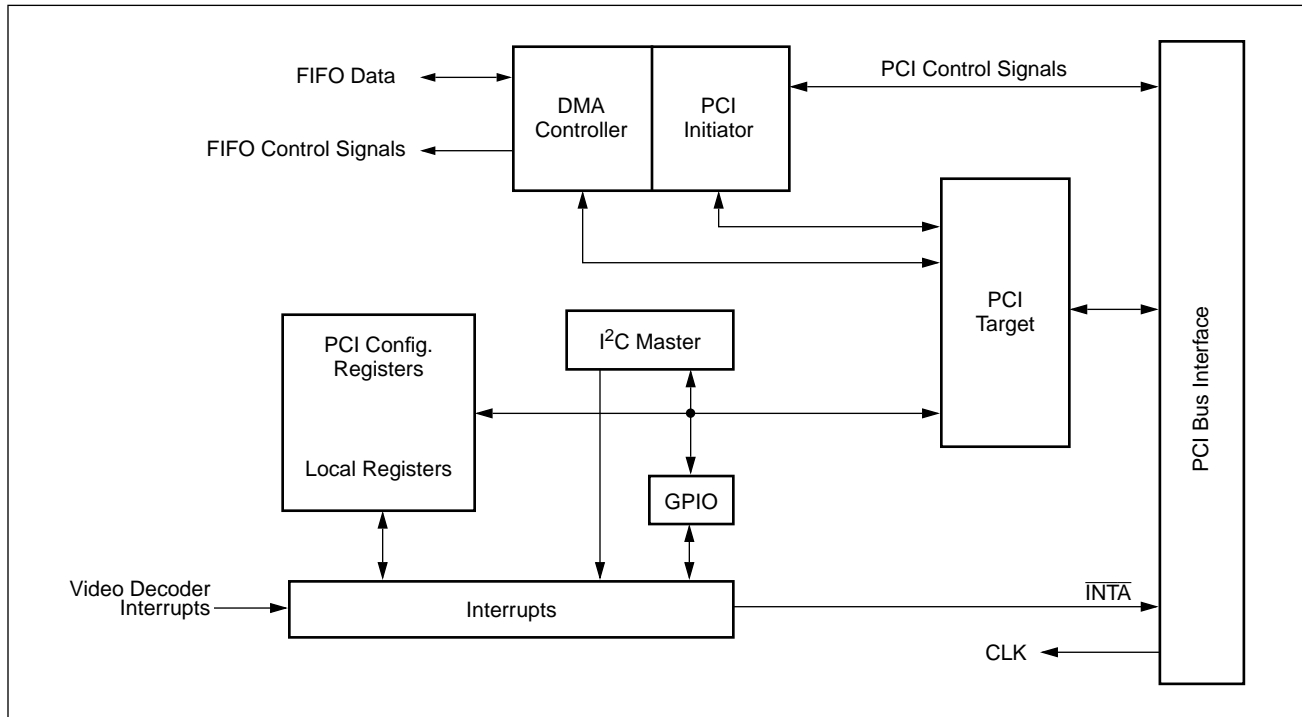 FIFO Data
FIFO Control Signals
DMA
Controller
PCI
Initiator
PCI Control Signals
PCI
Target
PCI Bus Interface
PCI Config.
Registers
Local Registers
I²C Master
GPIO
Video Decoder
Interrupts
Interrupts
I̅N̅T̅A̅
CLK